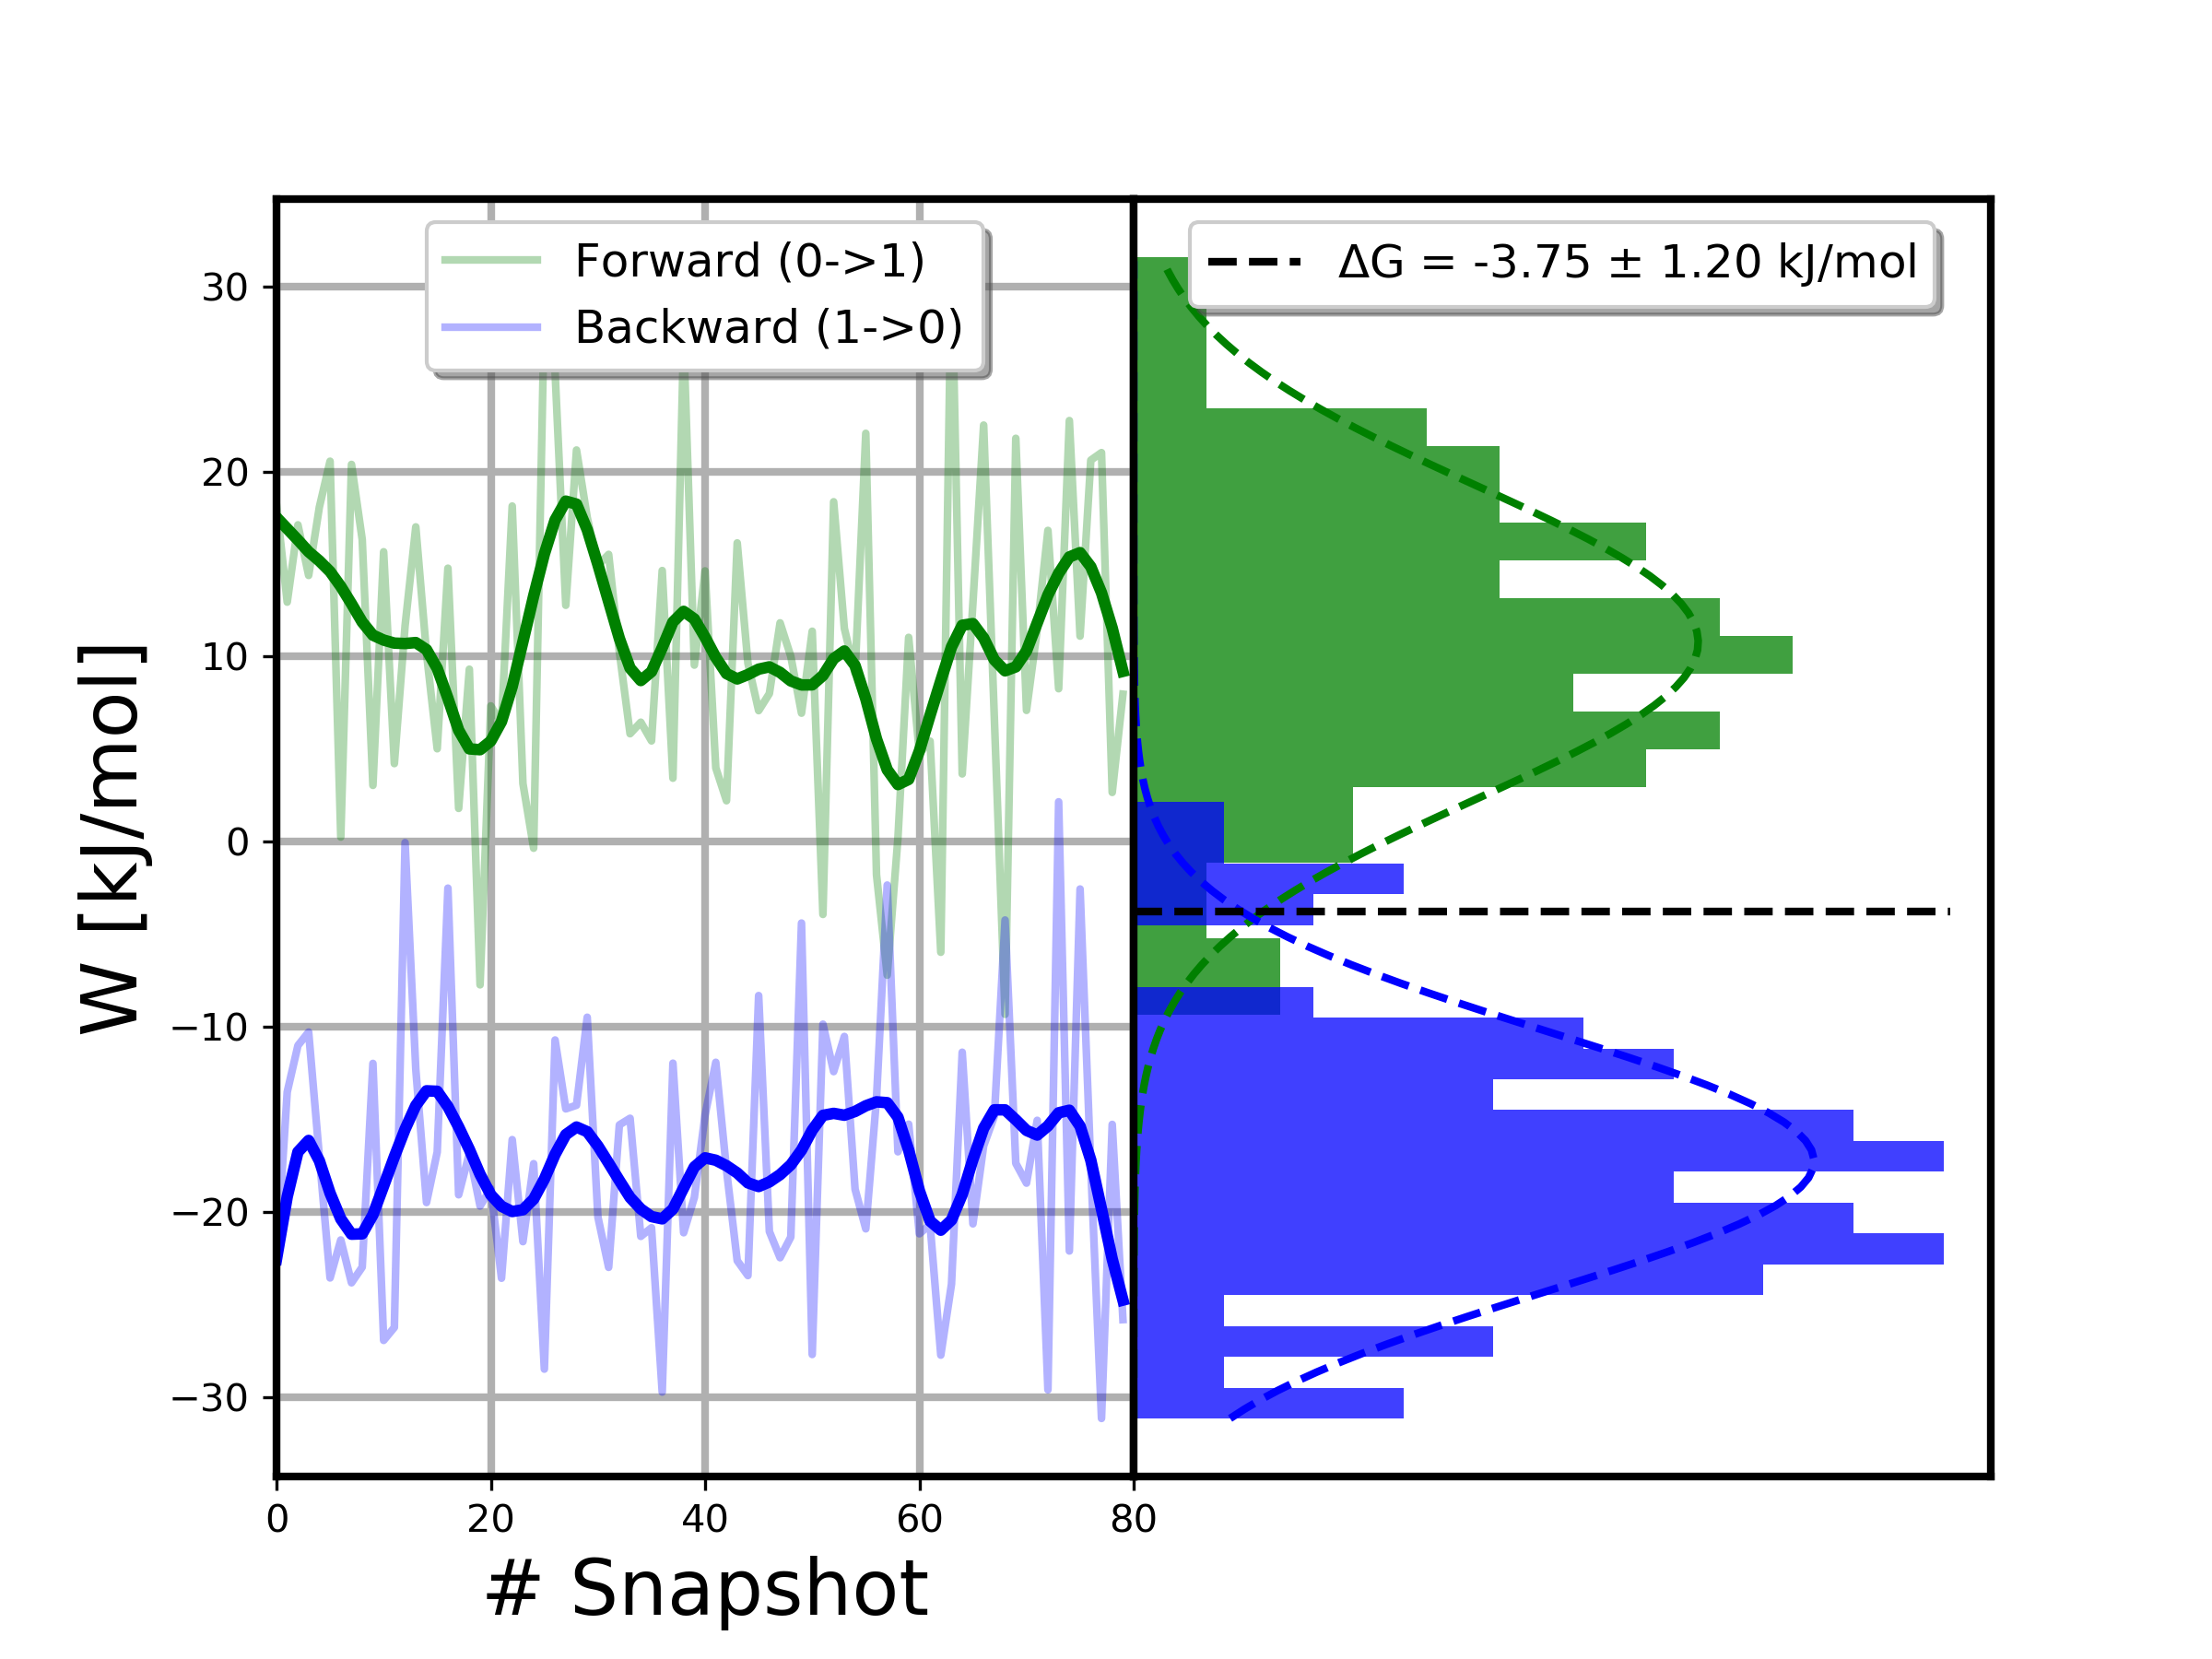 Forward (0->1)
Backward (1->0)
ΔG = -3.75 ± 1.20 kJ/mol
W [kJ/mol]
30
20
10
0
−10
−20
−30
0 20 40 60 80
# Snapshot